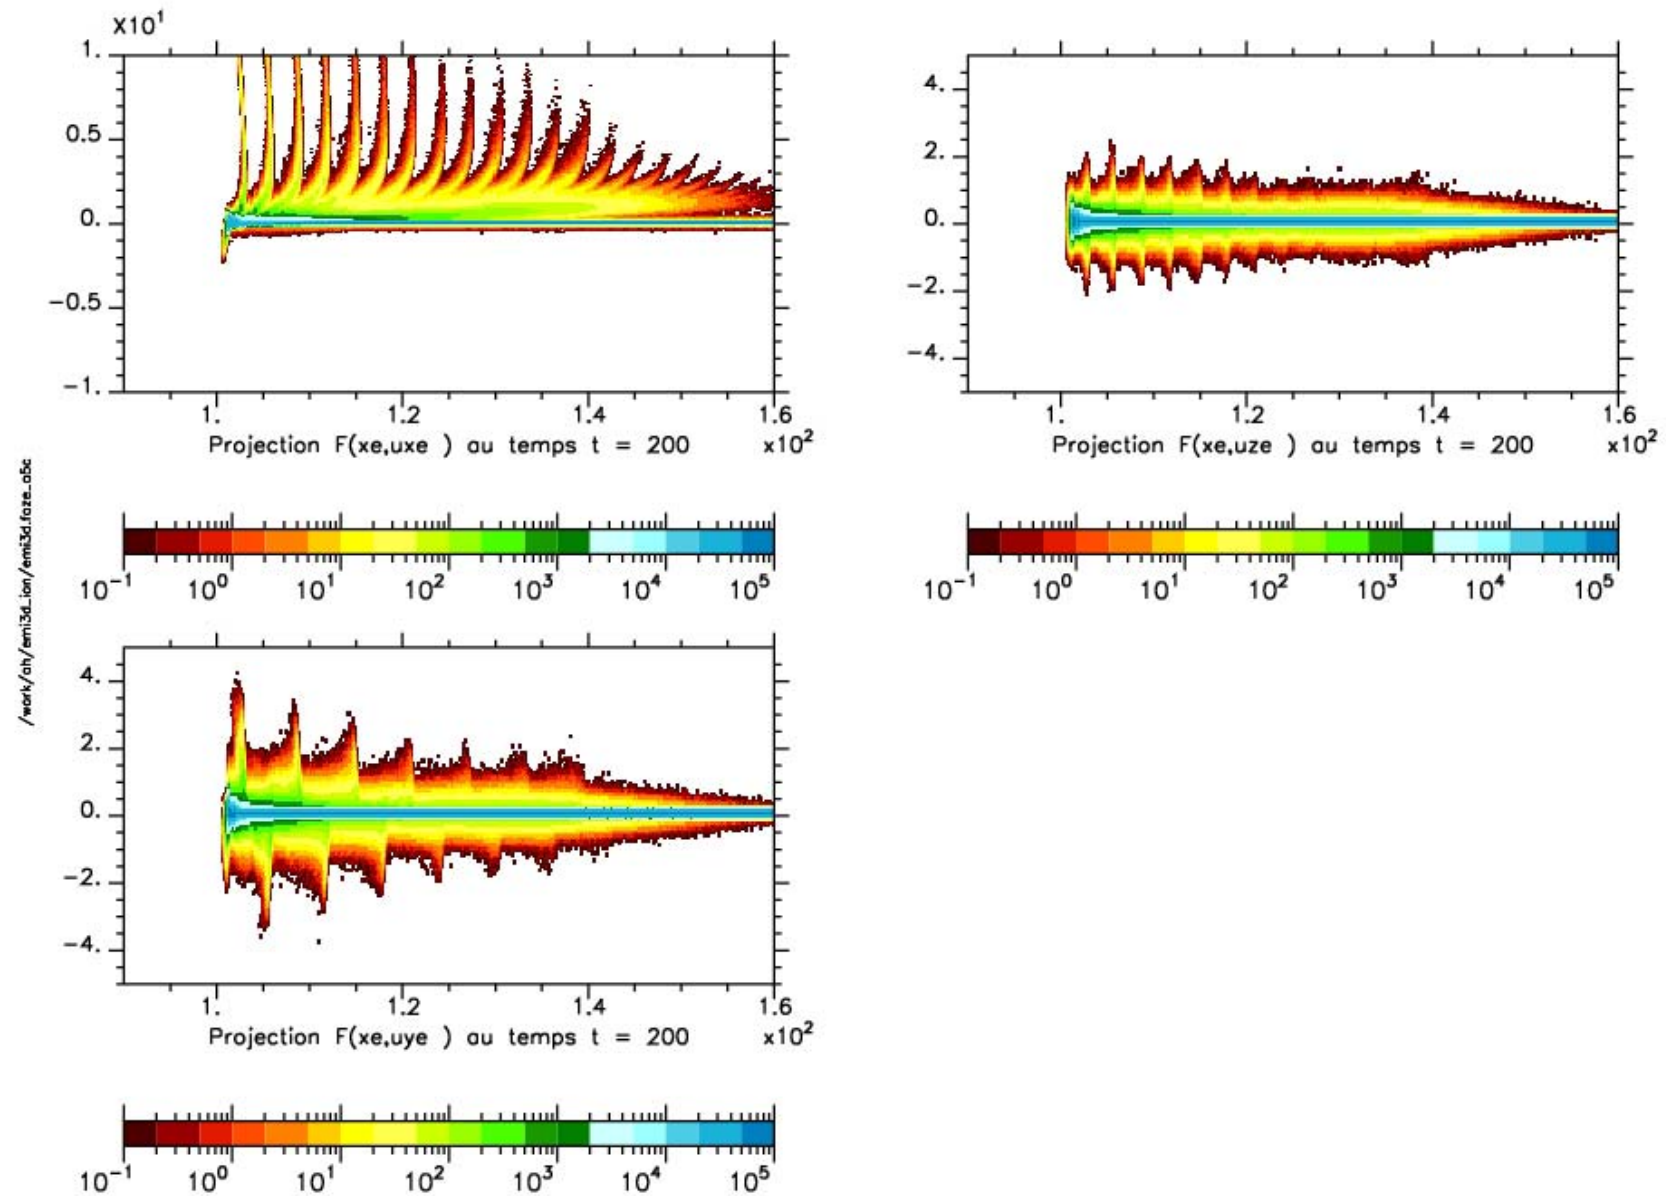 x10¹
1.
0.5
0.
−0.5
−1.
1. 1.2 1.4 1.6
Projection F(xe,uxe ) au temps t = 200 x10²
10⁻¹ 10⁰ 10¹ 10² 10³ 10⁴ 10⁵
4.
2.
0.
−2.
−4.
1. 1.2 1.4 1.6
Projection F(xe,uze ) au temps t = 200 x10²
10⁻¹ 10⁰ 10¹ 10² 10³ 10⁴ 10⁵
/work/ah/emi3d_ion/emi3d.faze_a5c
4.
2.
0.
−2.
−4.
1. 1.2 1.4 1.6
Projection F(xe,uye ) au temps t = 200 x10²
10⁻¹ 10⁰ 10¹ 10² 10³ 10⁴ 10⁵